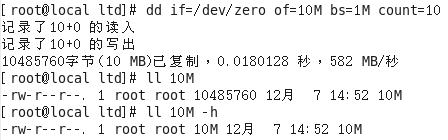 [root@local ltd]# dd if=/dev/zero of=10M bs=1M count=10
记录了10+0 的读入
记录了10+0 的写出
10485760字节(10 MB)已复制，0.0180128 秒，582 MB/秒
[root@local ltd]# ll 10M
-rw-r--r--. 1 root root 10485760 12月  7 14:52 10M
[root@local ltd]# ll 10M -h
-rw-r--r--. 1 root root 10M 12月  7 14:52 10M